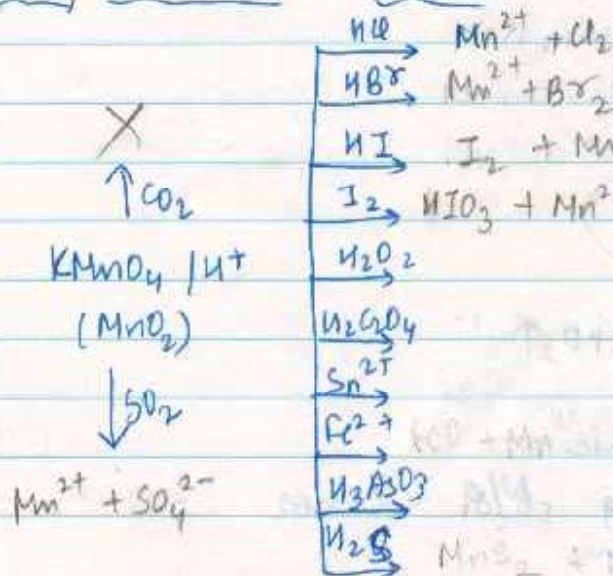 HCl Mn²⁺ + Cl₂
HBr Mn²⁺ + Br₂
X HI I₂ + Mn
↑ CO₂ I₂ HIO₃ + Mn²
KMnO₄ / H⁺ H₂O₂
(MnO₂) H₂C₂O₄
Sn²⁺
↓ SO₂ Fe²⁺
Mn²⁺ + SO₄²⁻ H₃AsO₃
H₂S